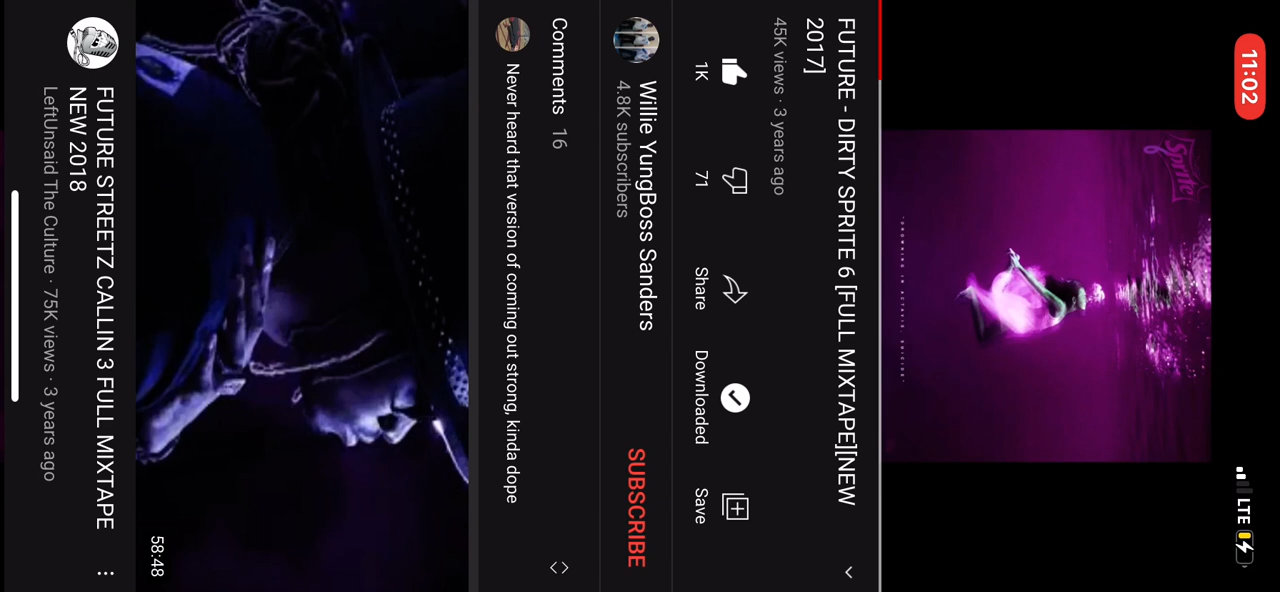 11:02
LTE
Sprite
FUTURE - DIRTY SPRITE 6 [FULL MIXTAPE][NEW
2017]
45K views · 3 years ago
1K
71
Share
Downloaded
Save
Willie YungBoss Sanders
4.8K subscribers
SUBSCRIBE
Comments 16
Never heard that version of coming out strong, kinda dope
58:48
FUTURE STREETZ CALLIN 3 FULL MIXTAPE
NEW 2018
LeftUnsaid The Culture · 75K views · 3 years ago